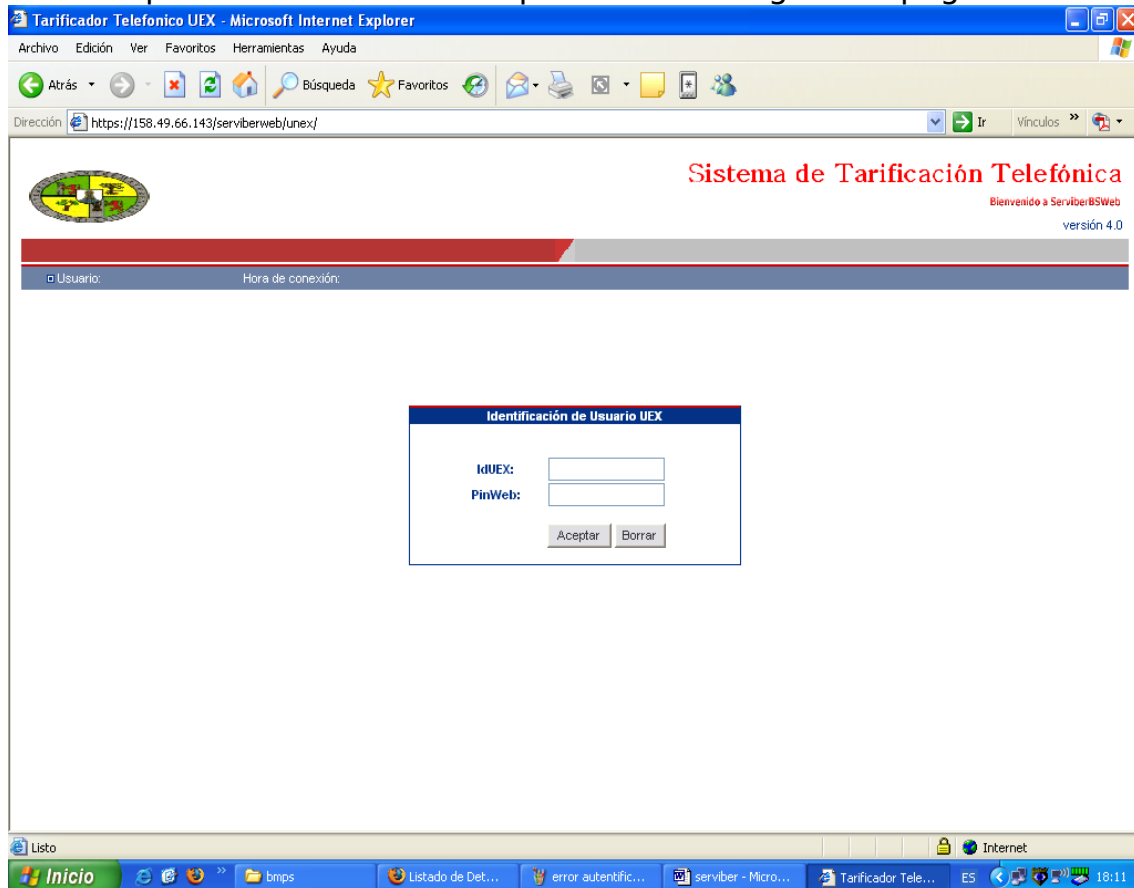 Tarificador Telefonico UEX - Microsoft Internet Explorer
Archivo Edición Ver Favoritos Herramientas Ayuda
Atrás Búsqueda Favoritos
Dirección https://158.49.66.143/serviberweb/unex/ Ir Vínculos »
Sistema de Tarificación Telefónica
Bienvenido a ServiberBSWeb
versión 4.0
Usuario: Hora de conexión:
Identificación de Usuario UEX
IdUEX:
PinWeb:
Aceptar Borrar
Listo Internet
Inicio » bmps Listado de Det... error autentific... serviber - Micro... Tarificador Tele... ES 18:11